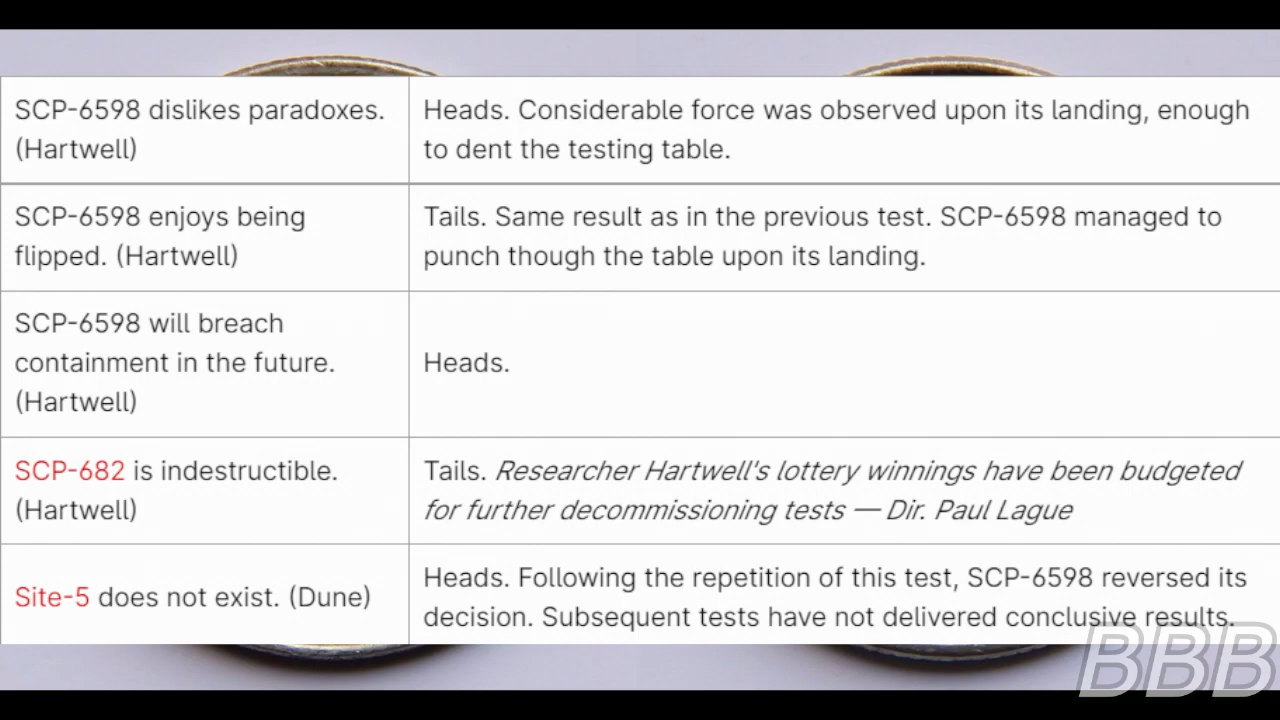 SCP-6598 dislikes paradoxes.
(Hartwell)
Heads. Considerable force was observed upon its landing, enough
to dent the testing table.
SCP-6598 enjoys being
flipped. (Hartwell)
Tails. Same result as in the previous test. SCP-6598 managed to
punch though the table upon its landing.
SCP-6598 will breach
containment in the future.
(Hartwell)
Heads.
SCP-682 is indestructible.
(Hartwell)
Tails. Researcher Hartwell's lottery winnings have been budgeted
for further decommissioning tests — Dir. Paul Lague
Site-5 does not exist. (Dune)
Heads. Following the repetition of this test, SCP-6598 reversed its
decision. Subsequent tests have not delivered conclusive results.
BBB